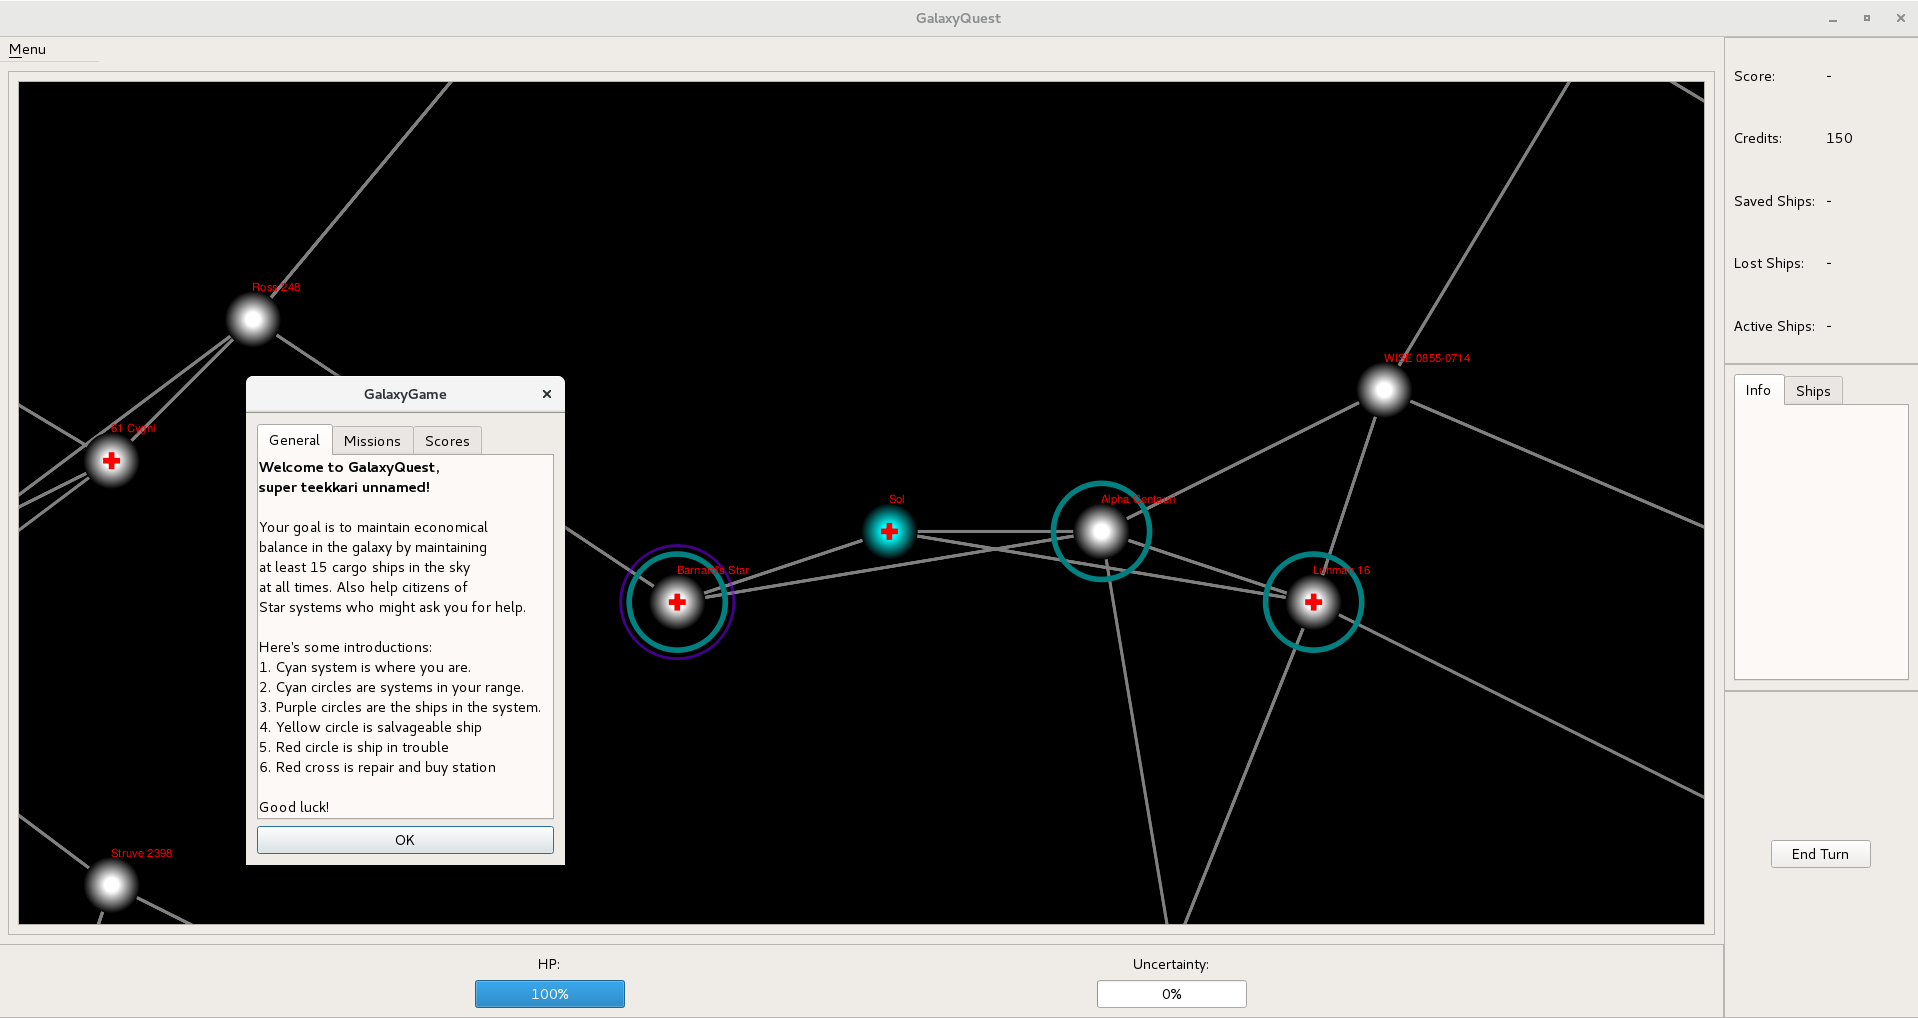 GalaxyQuest
Menu
Score: -
Credits: 150
Saved Ships: -
Lost Ships: -
Active Ships: -
Info Ships
End Turn
Ross 248
61 Cygni
Struve 2398
Barnard's Star
Sol
Alpha Centauri
WISE 0855-0714
Luhman 16
GalaxyGame
General Missions Scores
Welcome to GalaxyQuest,
super teekkari unnamed!
Your goal is to maintain economical
balance in the galaxy by maintaining
at least 15 cargo ships in the sky
at all times. Also help citizens of
Star systems who might ask you for help.
Here's some introductions:
1. Cyan system is where you are.
2. Cyan circles are systems in your range.
3. Purple circles are the ships in the system.
4. Yellow circle is salvageable ship
5. Red circle is ship in trouble
6. Red cross is repair and buy station
Good luck!
OK
HP:
100%
Uncertainty:
0%